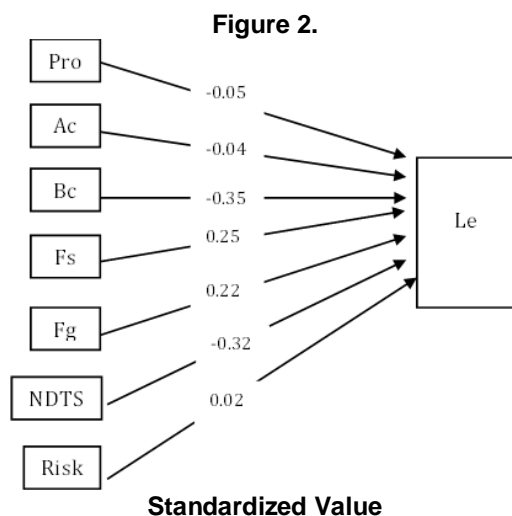 Figure 2.
Pro
-0.05
Ac
-0.04
Bc
-0.35
Le
Fs
0.25
Fg
0.22
NDTS
-0.32
Risk
0.02
Standardized Value